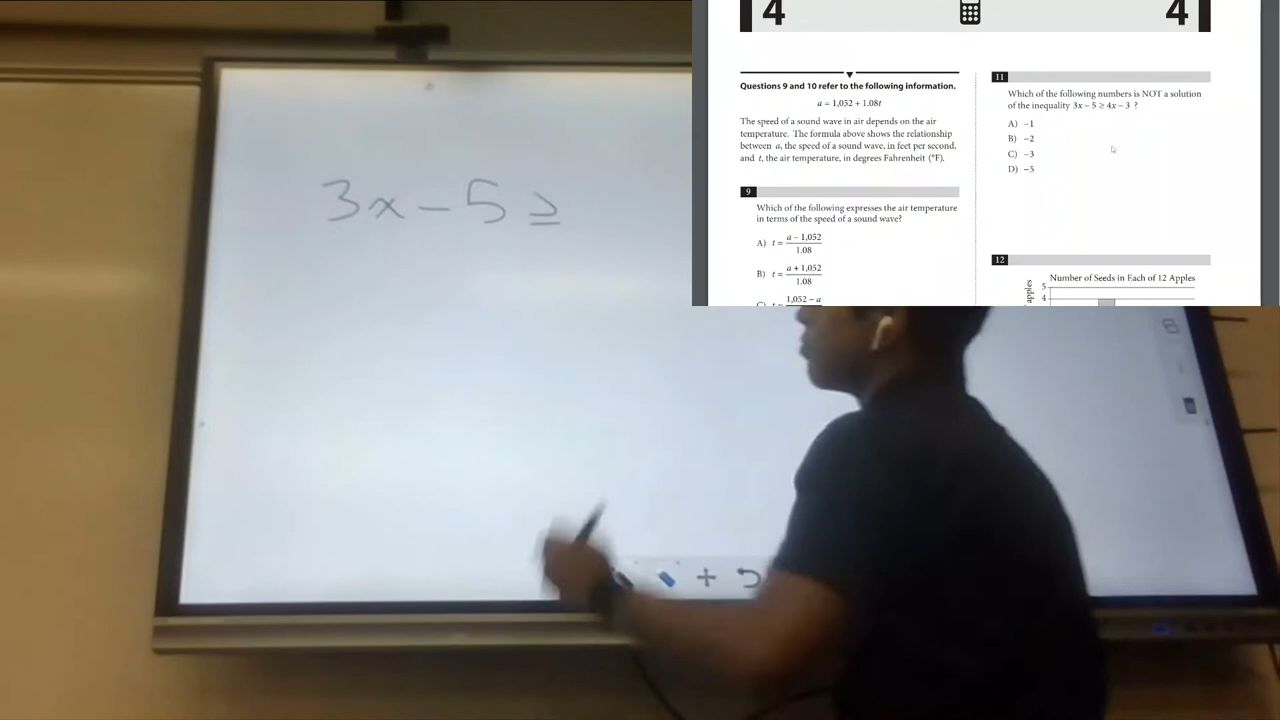 4 4
Questions 9 and 10 refer to the following information.
a = 1,052 + 1.08t
The speed of a sound wave in air depends on the air
temperature. The formula above shows the relationship
between a, the speed of a sound wave, in feet per second,
and t, the air temperature, in degrees Fahrenheit (°F).
9
Which of the following expresses the air temperature
in terms of the speed of a sound wave?
A) t = a − 1,052
1.08
B) t = a + 1,052
1.08
C) 1,052 − a
11
Which of the following numbers is NOT a solution
of the inequality 3x − 5 ≥ 4x − 3 ?
A) −1
B) −2
C) −3
D) −5
12
Number of Seeds in Each of 12 Apples
5
4
apples
3x − 5 ≥